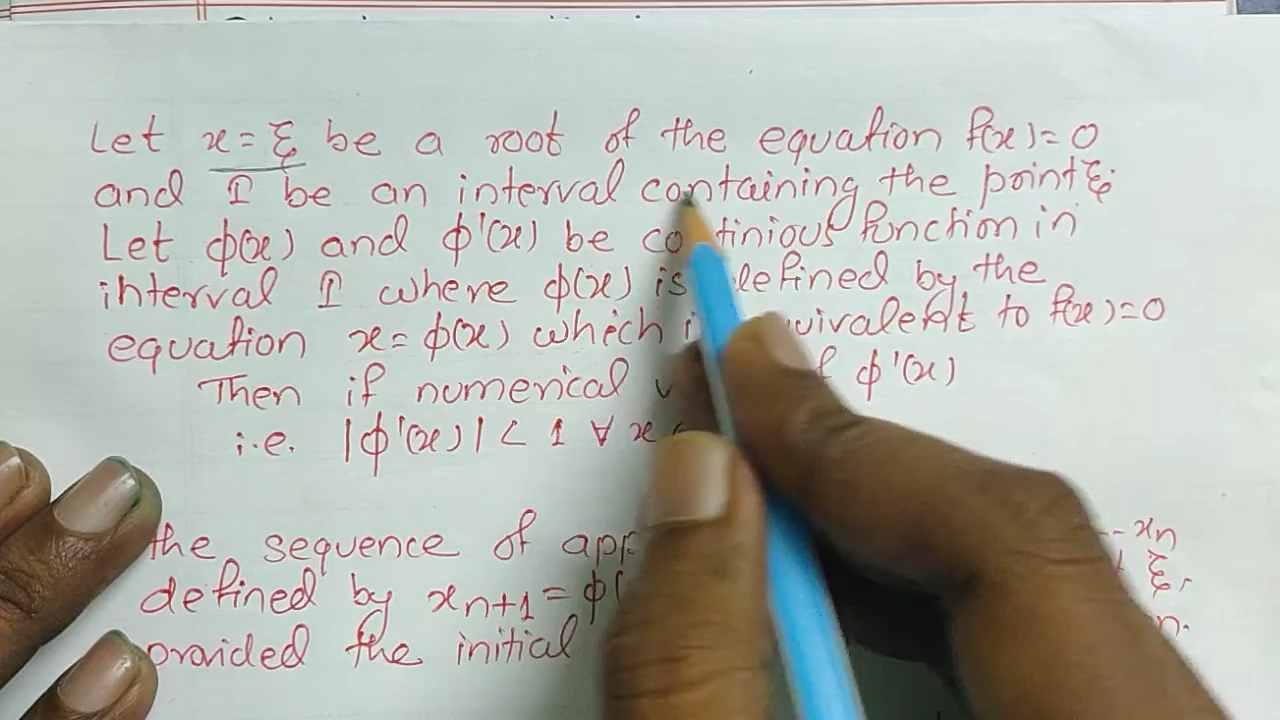 Let x = ξ be a root of the equation f(x) = 0
and I be an interval containing the point ξ.
Let φ(x) and φ'(x) be continious function in
interval I where φ(x) is defined by the
equation x = φ(x) which is equivalent to f(x) = 0
Then if numerical φ'(x)
i.e. |φ'(x)| < 1 ∀ x
the sequence of -- xn
defined by x n+1 = φ( ξ,
provided the initial